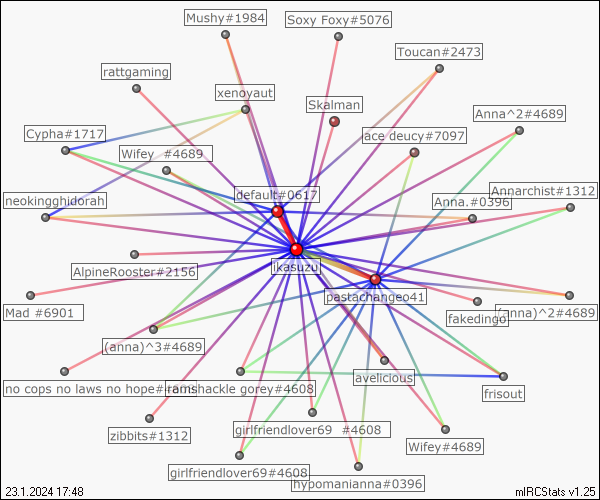 Mushy#1984
Soxy Foxy#5076
Toucan#2473
rattgaming
xenoyaut
Skalman
Anna^2#4689
Cypha#1717
ace deucy#7097
Wifey_#4689
default#0617
Annarchist#1312
neokingghidorah
Anna.#0396
ikasuzu
AlpineRooster#2156
pastachangeo41
Mad #6901
fakedingo
(anna)^2#4689
(anna)^3#4689
avelicious
no cops no laws no hope#
ramshackle gorey#4608
frisout
zibbits#1312
girlfriendlover69 #4608
Wifey#4689
girlfriendlover69#4608
hypomanianna#0396
23.1.2024 17:48
mIRCStats v1.25